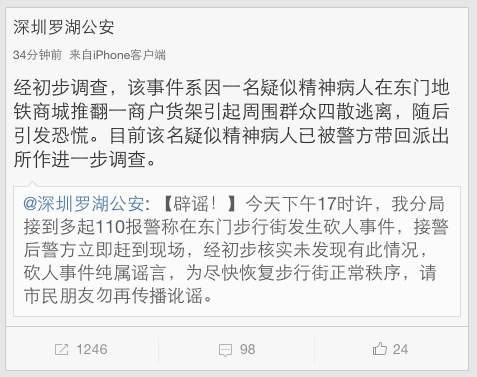 深圳罗湖公安
34分钟前 来自iPhone客户端
经初步调查，该事件系因一名疑似精神病人在东门地
铁商城推翻一商户货架引起周围群众四散逃离，随后
引发恐慌。目前该名疑似精神病人已被警方带回派出
所作进一步调查。
@深圳罗湖公安:【辟谣！】今天下午17时许，我分局
接到多起110报警称在东门步行街发生砍人事件，接警
后警方立即赶到现场，经初步核实未发现有此情况，
砍人事件纯属谣言，为尽快恢复步行街正常秩序，请
市民朋友勿再传播讹谣。
1246 98 24